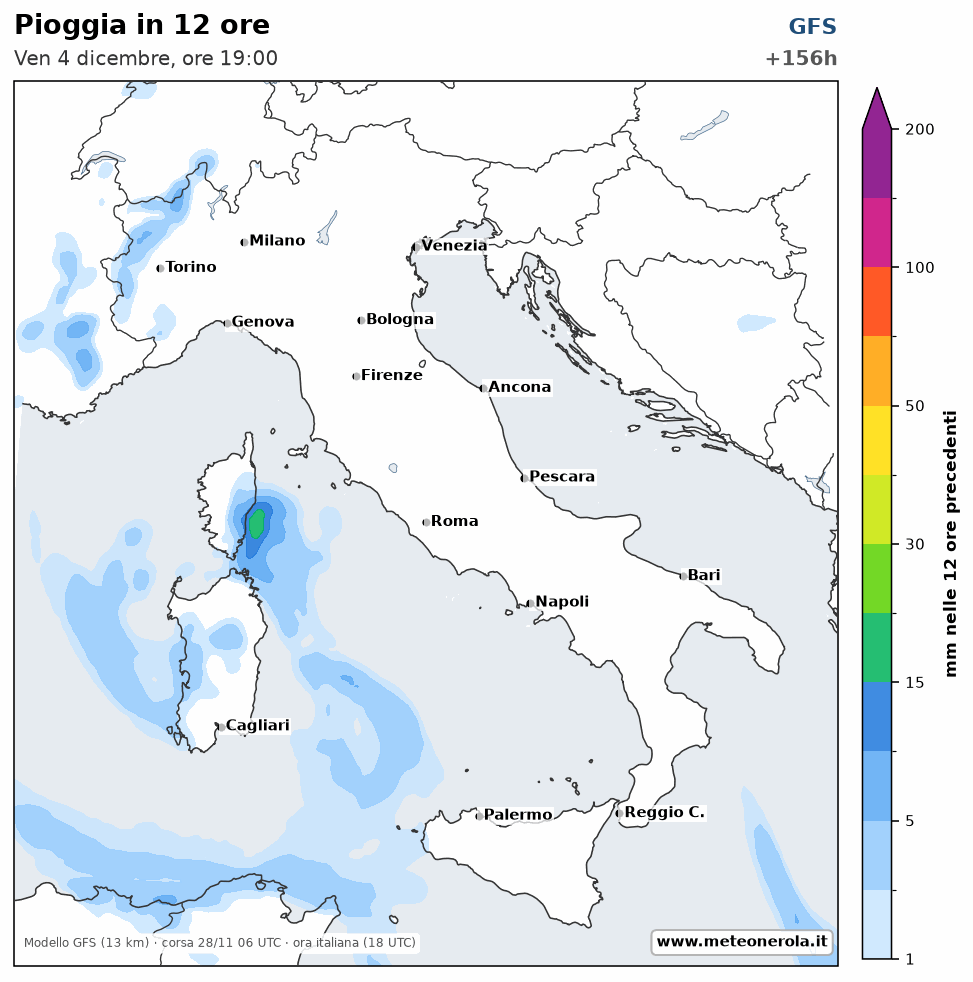 Pioggia in 12 ore
GFS
Ven 4 dicembre, ore 19:00
+156h
200
100
50
30
15
5
1
mm nelle 12 ore precedenti
Milano
Venezia
Torino
Genova
Bologna
Firenze
Ancona
Pescara
Roma
Bari
Napoli
Cagliari
Palermo
Reggio C.
Modello GFS (13 km) · corsa 28/11 06 UTC · ora italiana (18 UTC)
www.meteonerola.it